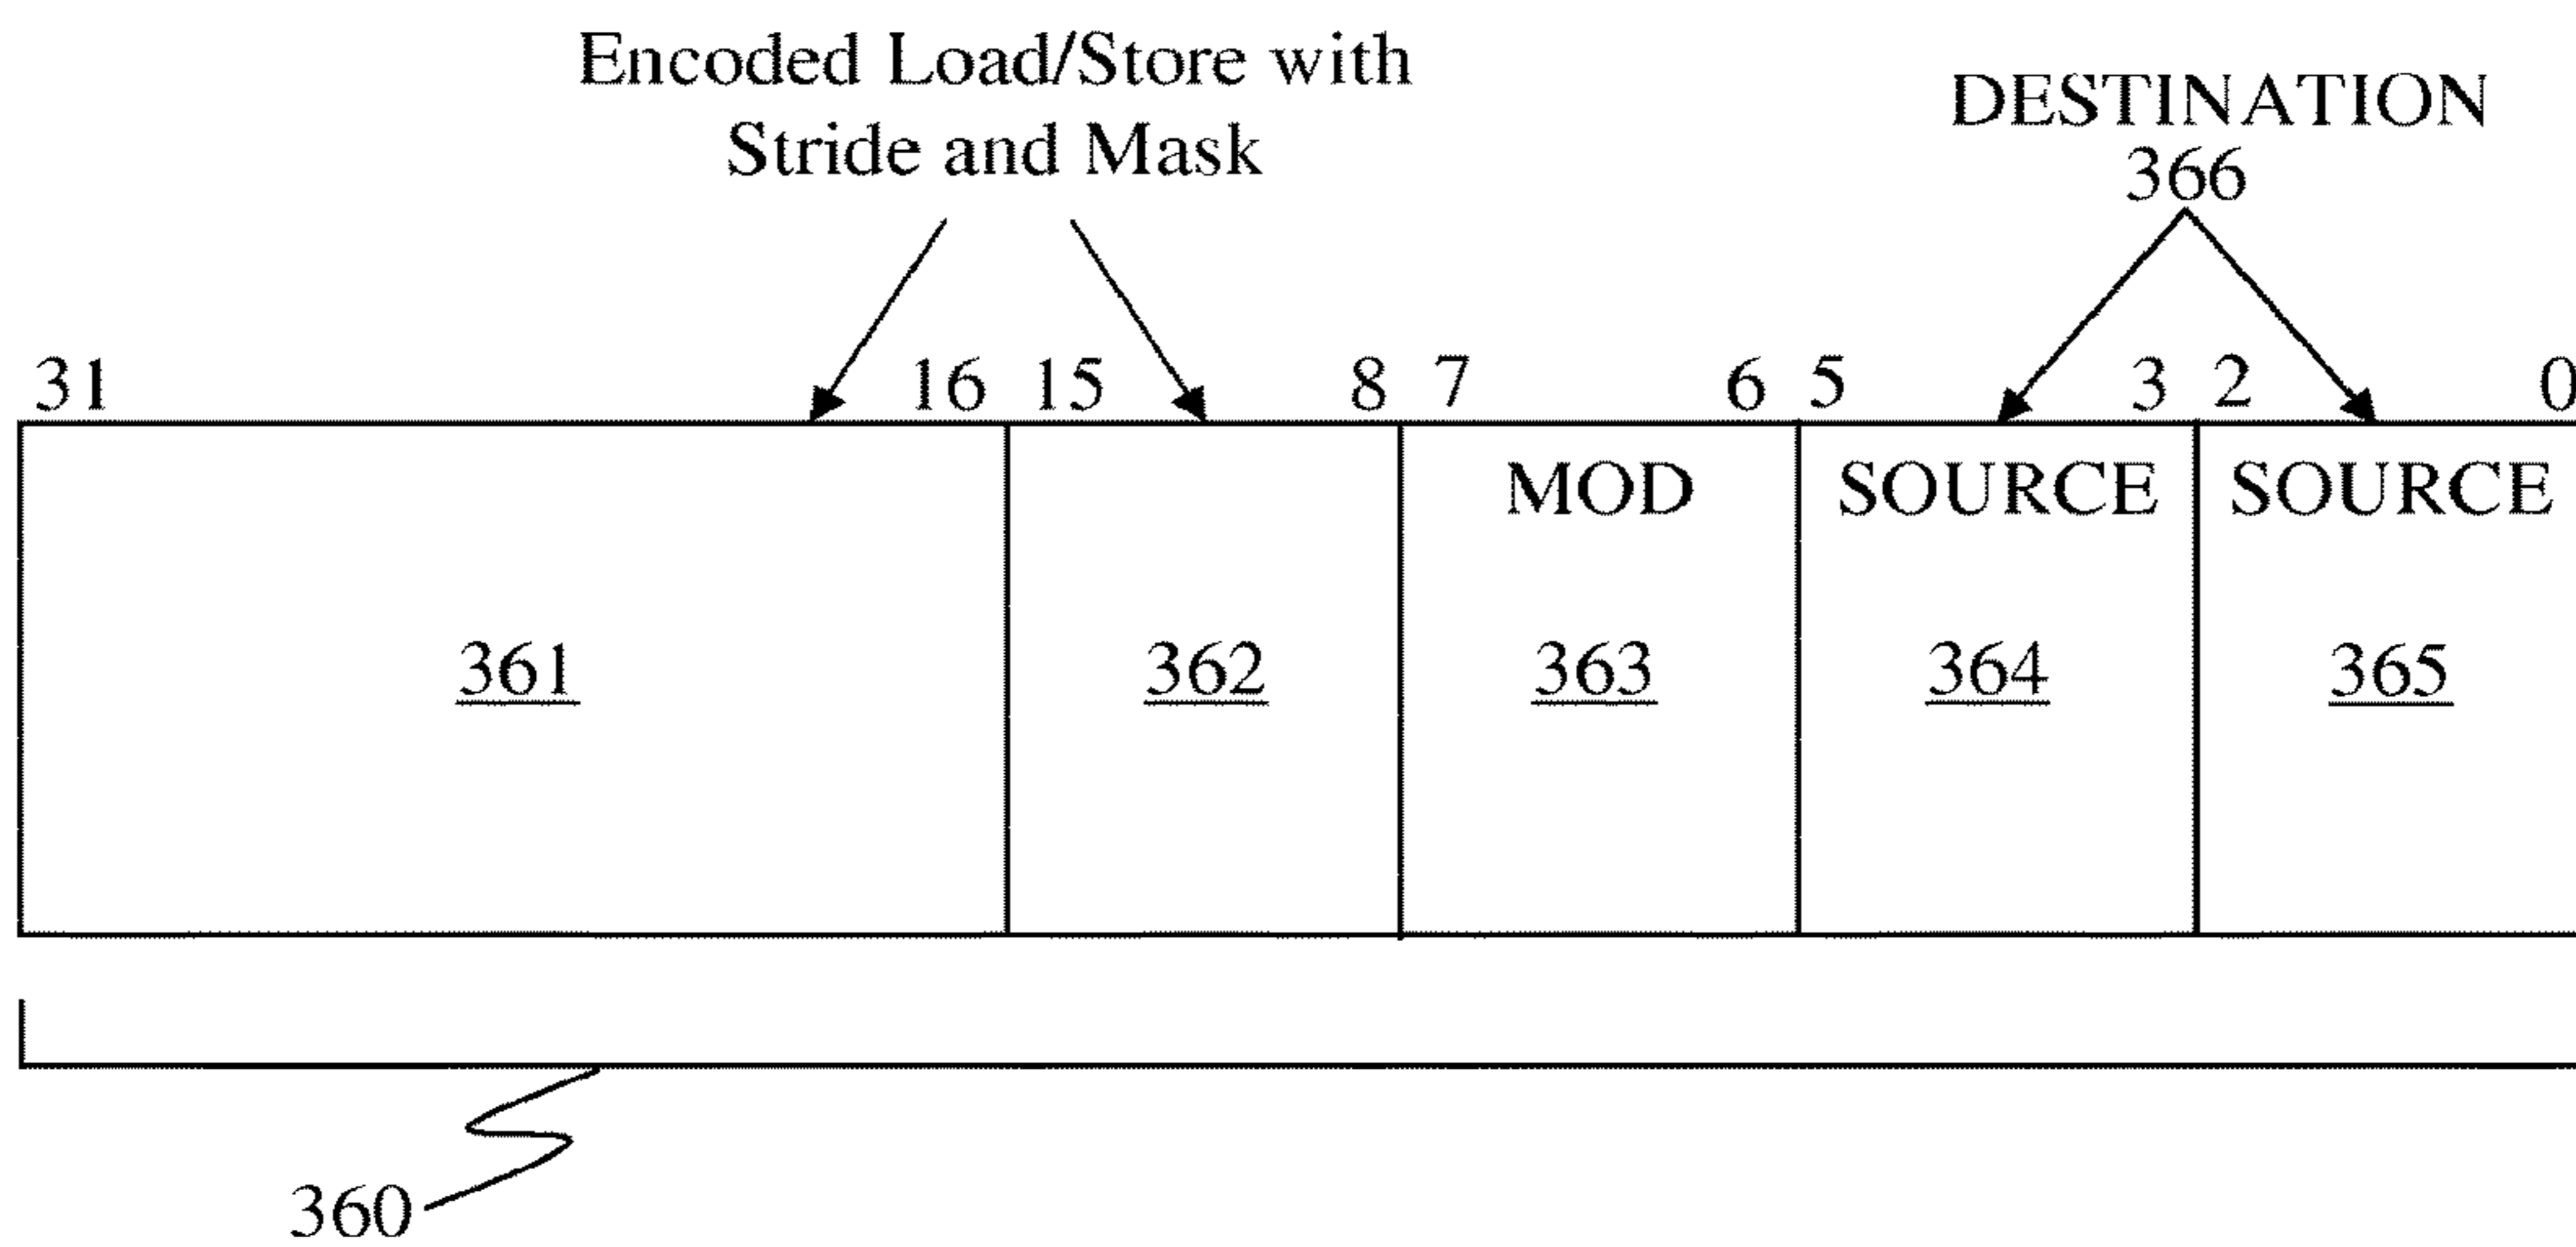 Encoded Load/Store with
Stride and Mask
DESTINATION
366
31 16 15 8 7 6 5 3 2 0
MOD SOURCE SOURCE
361 362 363 364 365
360